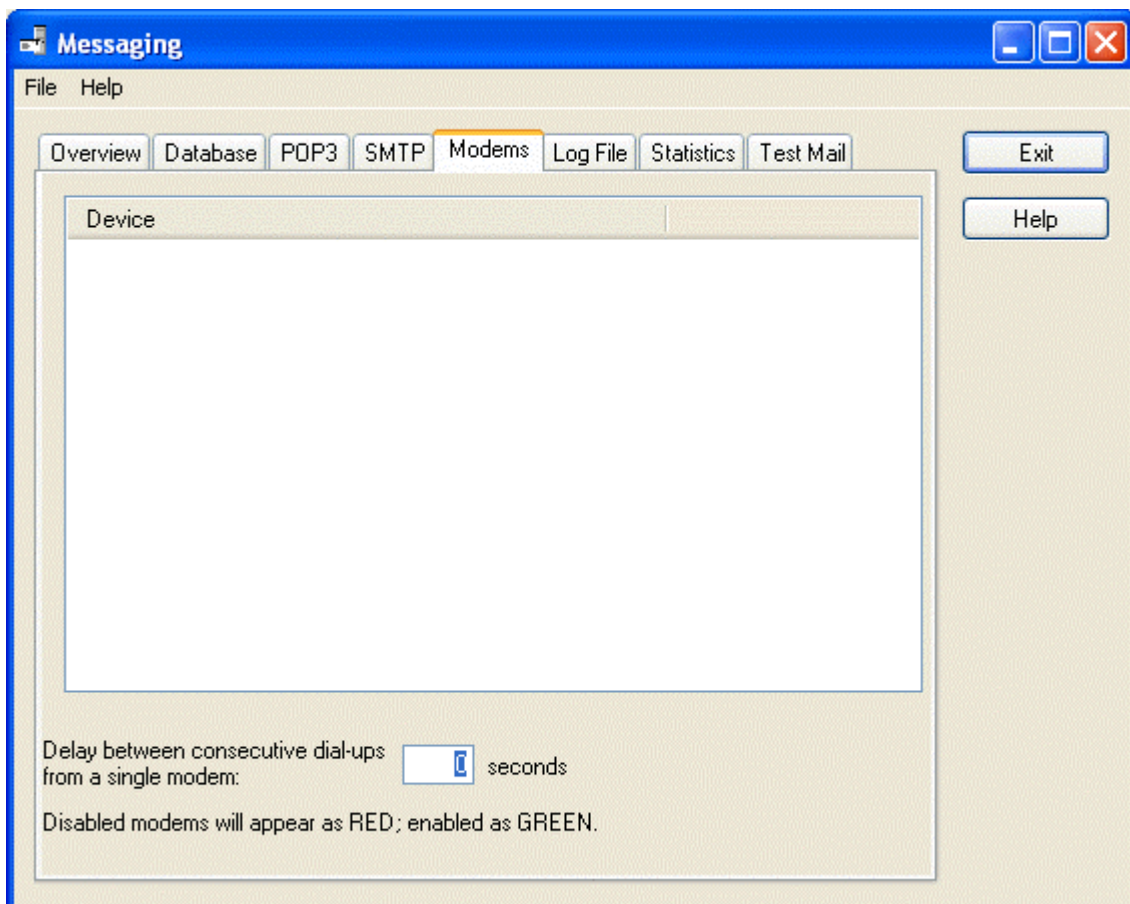 Messaging
File Help
Overview Database POP3 SMTP Modems Log File Statistics Test Mail
Exit
Help
Device
Delay between consecutive dial-ups
from a single modem:
0 seconds
Disabled modems will appear as RED; enabled as GREEN.